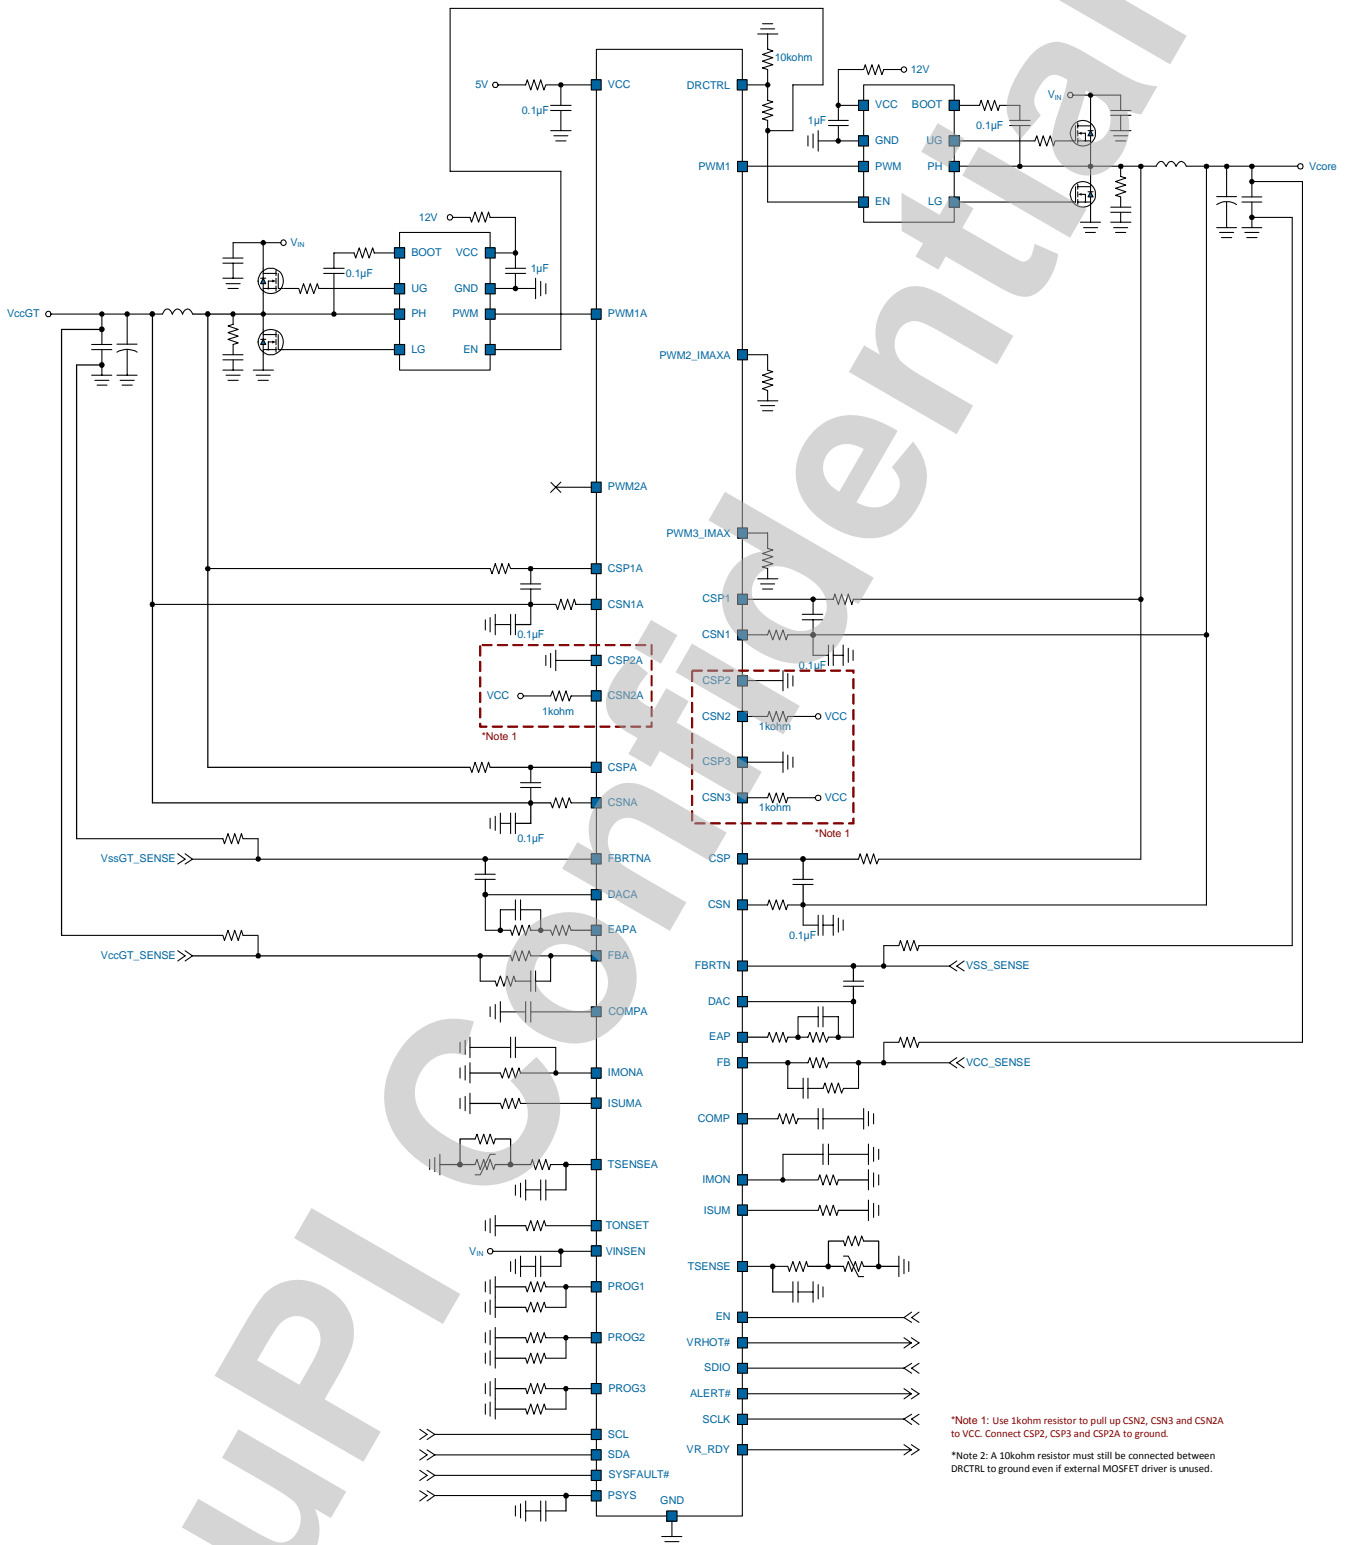 10kohm
5V
VCC
0.1µF
DRCTRL
12V
VCC
BOOT
1µF
0.1µF
VIN
GND
UG
PWM1
PWM
PH
Vcore
EN
LG
12V
VIN
BOOT
VCC
0.1µF
1µF
UG
GND
VccGT
PH
PWM
PWM1A
LG
EN
PWM2_IMAXA
PWM2A
PWM3_IMAX
CSP1A
CSP1
CSN1A
0.1µF
CSN1
0.1µF
CSP2A
CSP2
VCC
CSN2A
1kohm
CSN2
1kohm
VCC
*Note 1
CSPA
CSP3
CSNA
CSN3
1kohm
VCC
0.1µF
*Note 1
VssGT_SENSE
FBRTNA
CSP
DACA
CSN
EAPA
0.1µF
VccGT_SENSE
FBA
FBRTN
VSS_SENSE
DAC
COMPA
EAP
FB
VCC_SENSE
IMONA
ISUMA
COMP
TSENSEA
IMON
ISUM
TONSET
VIN
VINSEN
TSENSE
PROG1
EN
PROG2
VRHOT#
SDIO
PROG3
ALERT#
SCLK
SCL
VR_RDY
SDA
SYSFAULT#
PSYS
GND
*Note 1: Use 1kohm resistor to pull up CSN2, CSN3 and CSN2A
to VCC. Connect CSP2, CSP3 and CSP2A to ground.
*Note 2: A 10kohm resistor must still be connected between
DRCTRL to ground even if external MOSFET driver is unused.
uPI Confidential